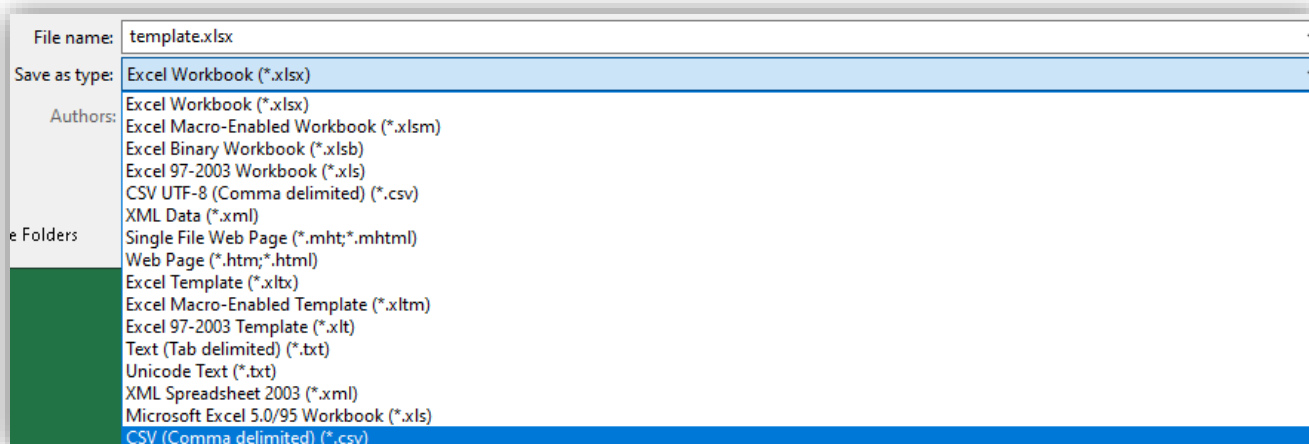 File name: template.xlsx
Save as type: Excel Workbook (*.xlsx)
Authors:
Excel Workbook (*.xlsx)
Excel Macro-Enabled Workbook (*.xlsm)
Excel Binary Workbook (*.xlsb)
Excel 97-2003 Workbook (*.xls)
CSV UTF-8 (Comma delimited) (*.csv)
XML Data (*.xml)
e Folders
Single File Web Page (*.mht;*.mhtml)
Web Page (*.htm;*.html)
Excel Template (*.xltx)
Excel Macro-Enabled Template (*.xltm)
Excel 97-2003 Template (*.xlt)
Text (Tab delimited) (*.txt)
Unicode Text (*.txt)
XML Spreadsheet 2003 (*.xml)
Microsoft Excel 5.0/95 Workbook (*.xls)
CSV (Comma delimited) (*.csv)